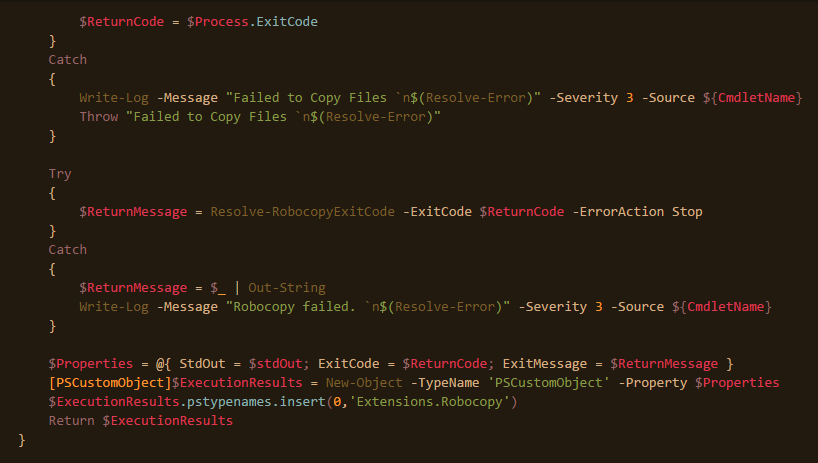 $ReturnCode = $Process.ExitCode
}
Catch
{
Write-Log -Message "Failed to Copy Files `n$(Resolve-Error)" -Severity 3 -Source ${CmdletName}
Throw "Failed to Copy Files `n$(Resolve-Error)"
}
Try
{
$ReturnMessage = Resolve-RobocopyExitCode -ExitCode $ReturnCode -ErrorAction Stop
}
Catch
{
$ReturnMessage = $_ | Out-String
Write-Log -Message "Robocopy failed. `n$(Resolve-Error)" -Severity 3 -Source ${CmdletName}
}
$Properties = @{ StdOut = $stdOut; ExitCode = $ReturnCode; ExitMessage = $ReturnMessage }
[PSCustomObject]$ExecutionResults = New-Object -TypeName 'PSCustomObject' -Property $Properties
$ExecutionResults.pstypenames.insert(0,'Extensions.Robocopy')
Return $ExecutionResults
}